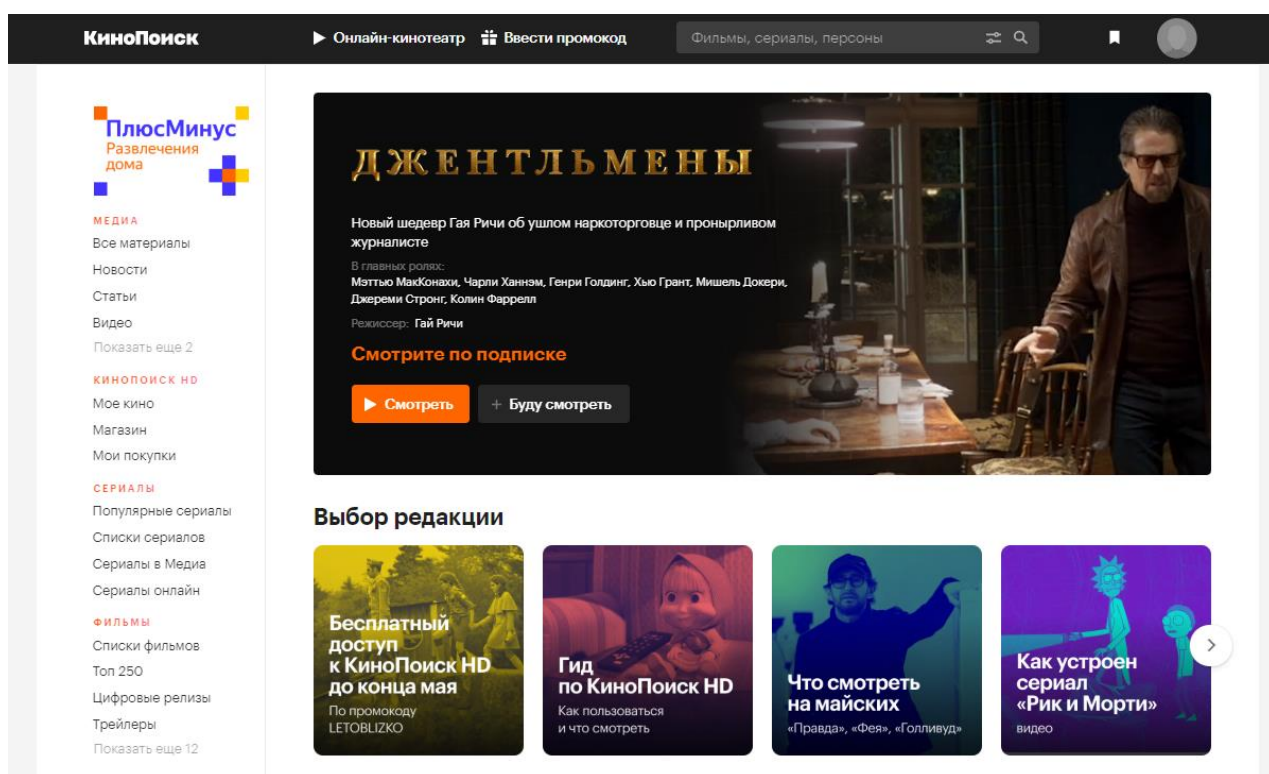 КиноПоиск
Онлайн-кинотеатр
Ввести промокод
Фильмы, сериалы, персоны
ПлюсМинус
Развлечения
дома
МЕДИА
Все материалы
Новости
Статьи
Видео
Показать еще 2
КИНОПОИСК HD
Мое кино
Магазин
Мои покупки
СЕРИАЛЫ
Популярные сериалы
Списки сериалов
Сериалы в Медиа
Сериалы онлайн
ФИЛЬМЫ
Списки фильмов
Топ 250
Цифровые релизы
Трейлеры
Показать еще 12
ДЖЕНТЛЬМЕНЫ
Новый шедевр Гая Ричи об ушлом наркоторговце и пронырливом
журналисте
В главных ролях:
Мэттью МакКонахи, Чарли Ханнэм, Генри Голдинг, Хью Грант, Мишель Докери,
Джереми Стронг, Колин Фаррелл
Режиссер: Гай Ричи
Смотрите по подписке
Смотреть
+ Буду смотреть
Выбор редакции
Бесплатный
доступ
к КиноПоиск HD
до конца мая
По промокоду
LETOBLIZKO
Гид
по КиноПоиск HD
Как пользоваться
и что смотреть
Что смотреть
на майских
«Правда», «Фея», «Голливуд»
Как устроен
сериал
«Рик и Морти»
видео